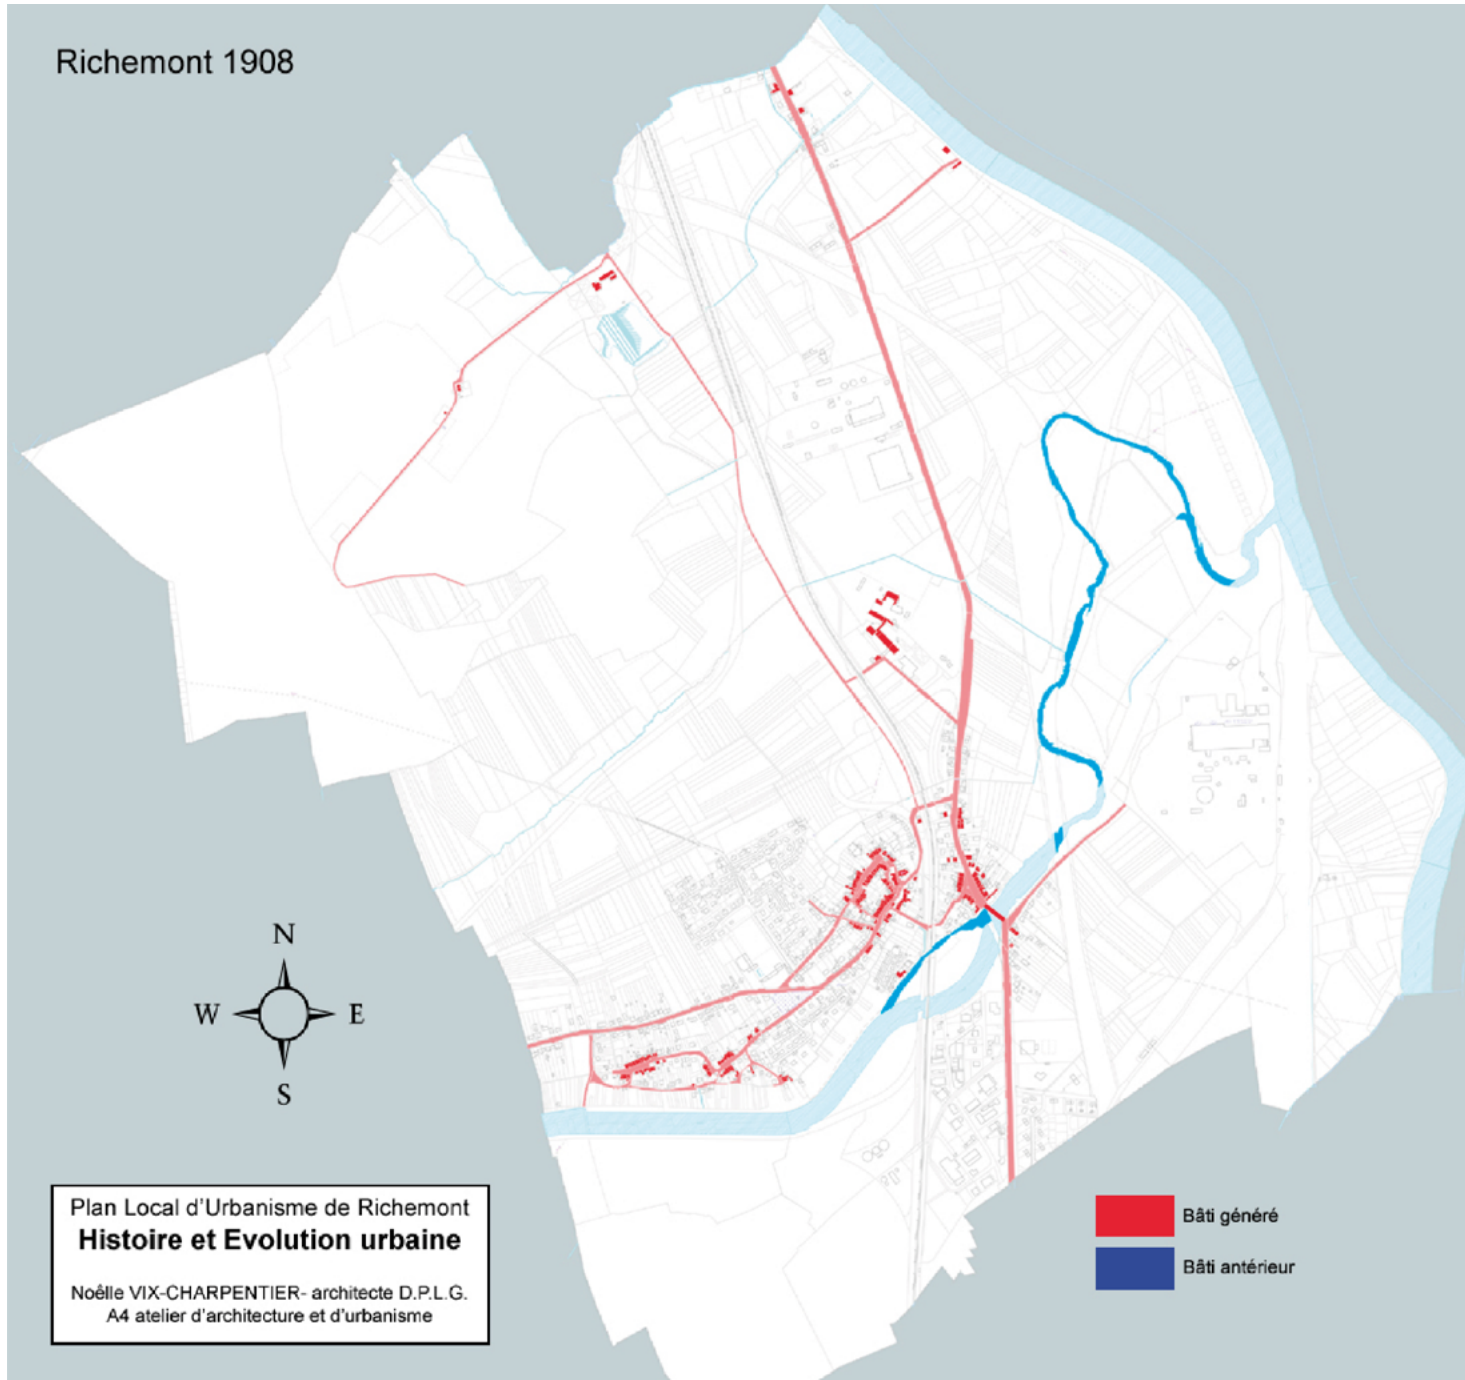 Richemont 1908
N
W E
S
Plan Local d'Urbanisme de Richemont
Histoire et Evolution urbaine
Noêlle VIX-CHARPENTIER- architecte D.P.L.G.
A4 atelier d'architecture et d'urbanisme
Bâti généré
Bâti antérieur